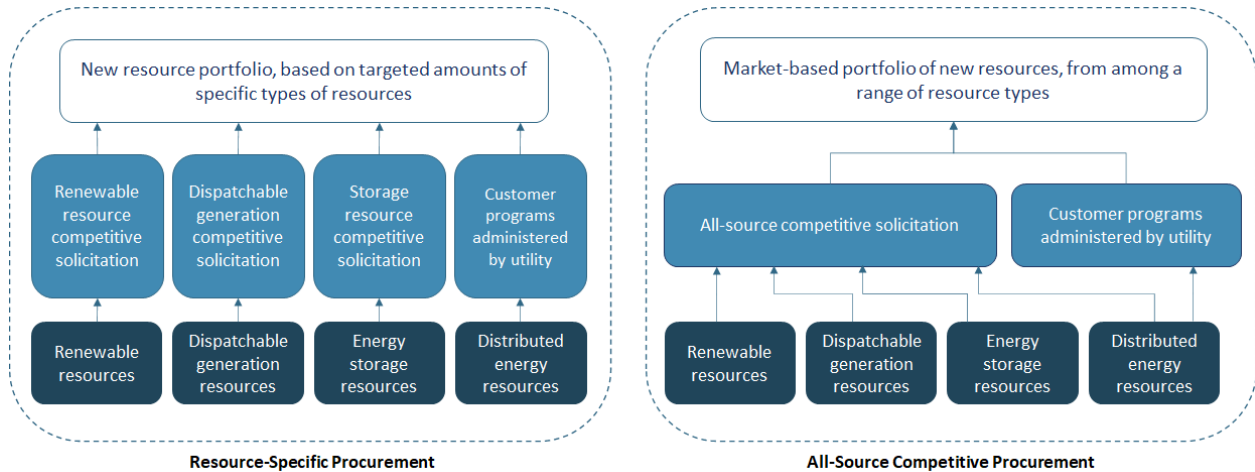 New resource portfolio, based on targeted amounts of
specific types of resources
Renewable
resource
competitive
solicitation
Dispatchable
generation
competitive
solicitation
Storage
resource
competitive
solicitation
Customer
programs
administered
by utility
Renewable
resources
Dispatchable
generation
resources
Energy
storage
resources
Distributed
energy
resources
Resource-Specific Procurement
Market-based portfolio of new resources, from among a
range of resource types
All-source competitive solicitation
Customer programs
administered by utility
Renewable
resources
Dispatchable
generation
resources
Energy
storage
resources
Distributed
energy
resources
All-Source Competitive Procurement